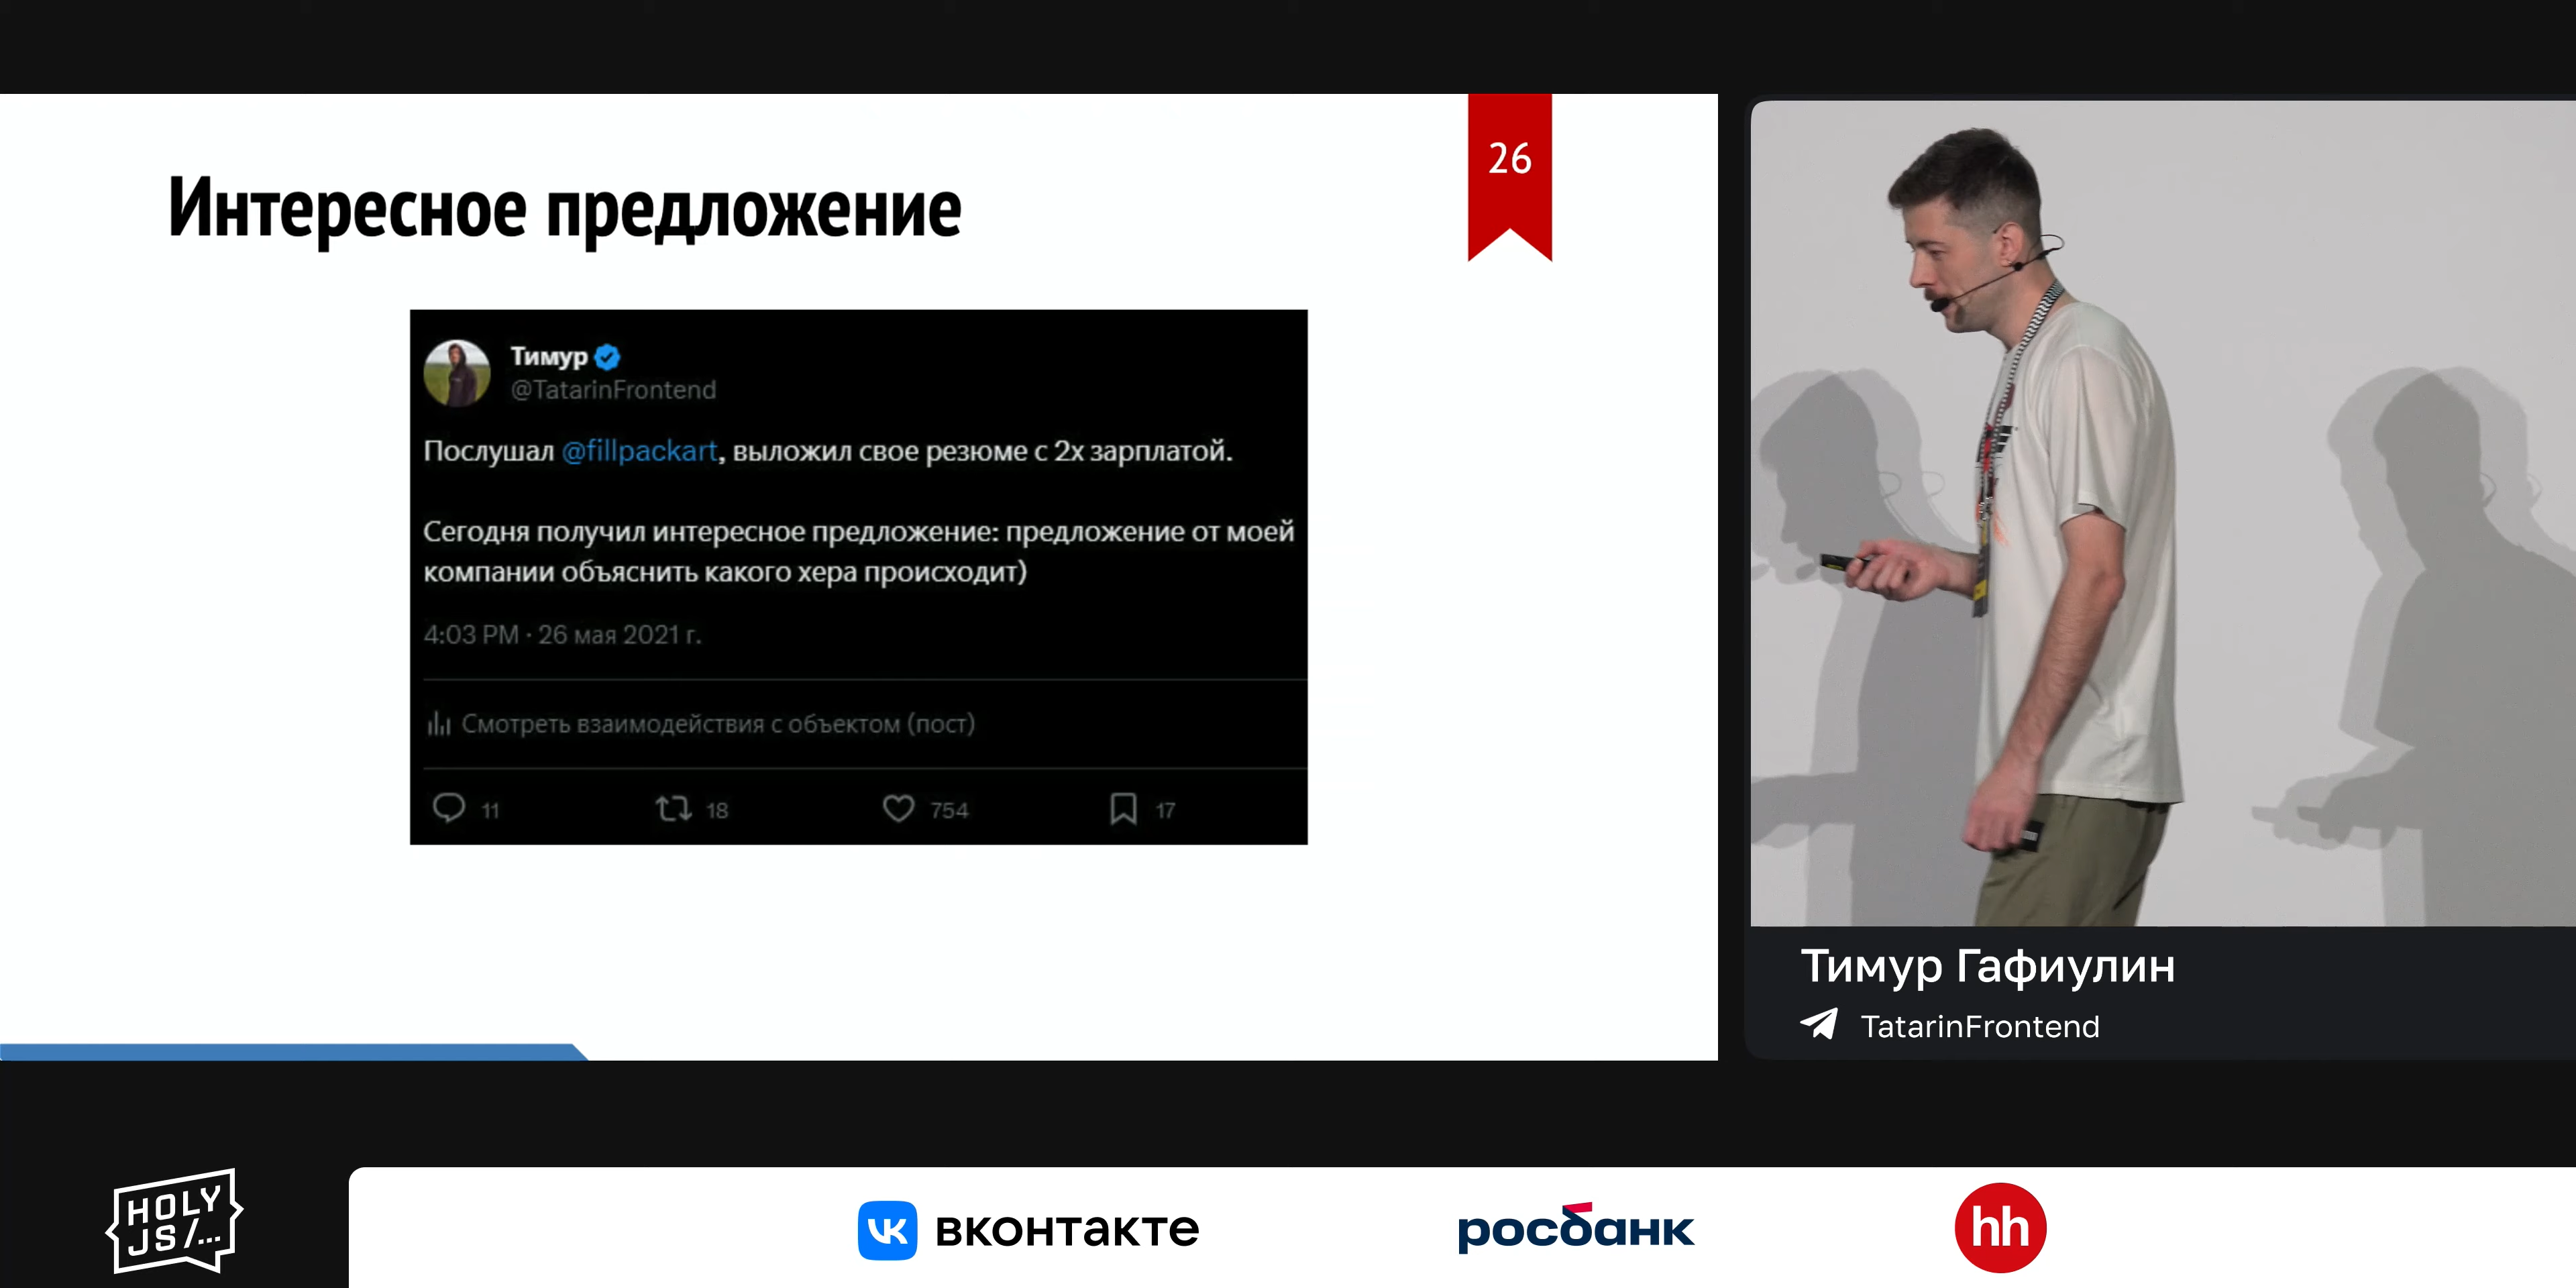 26
Интересное предложение
Тимур
@TatarinFrontend
Послушал @fillpackart, выложил свое резюме с 2х зарплатой.
Сегодня получил интересное предложение: предложение от моей
компании объяснить какого хера происходит)
4:03 PM · 26 мая 2021 г.
Смотреть взаимодействия с объектом (пост)
11 18 754 17
Тимур Гафиулин
TatarinFrontend
HOLY
JS/...
вконтакте
росбанк
hh